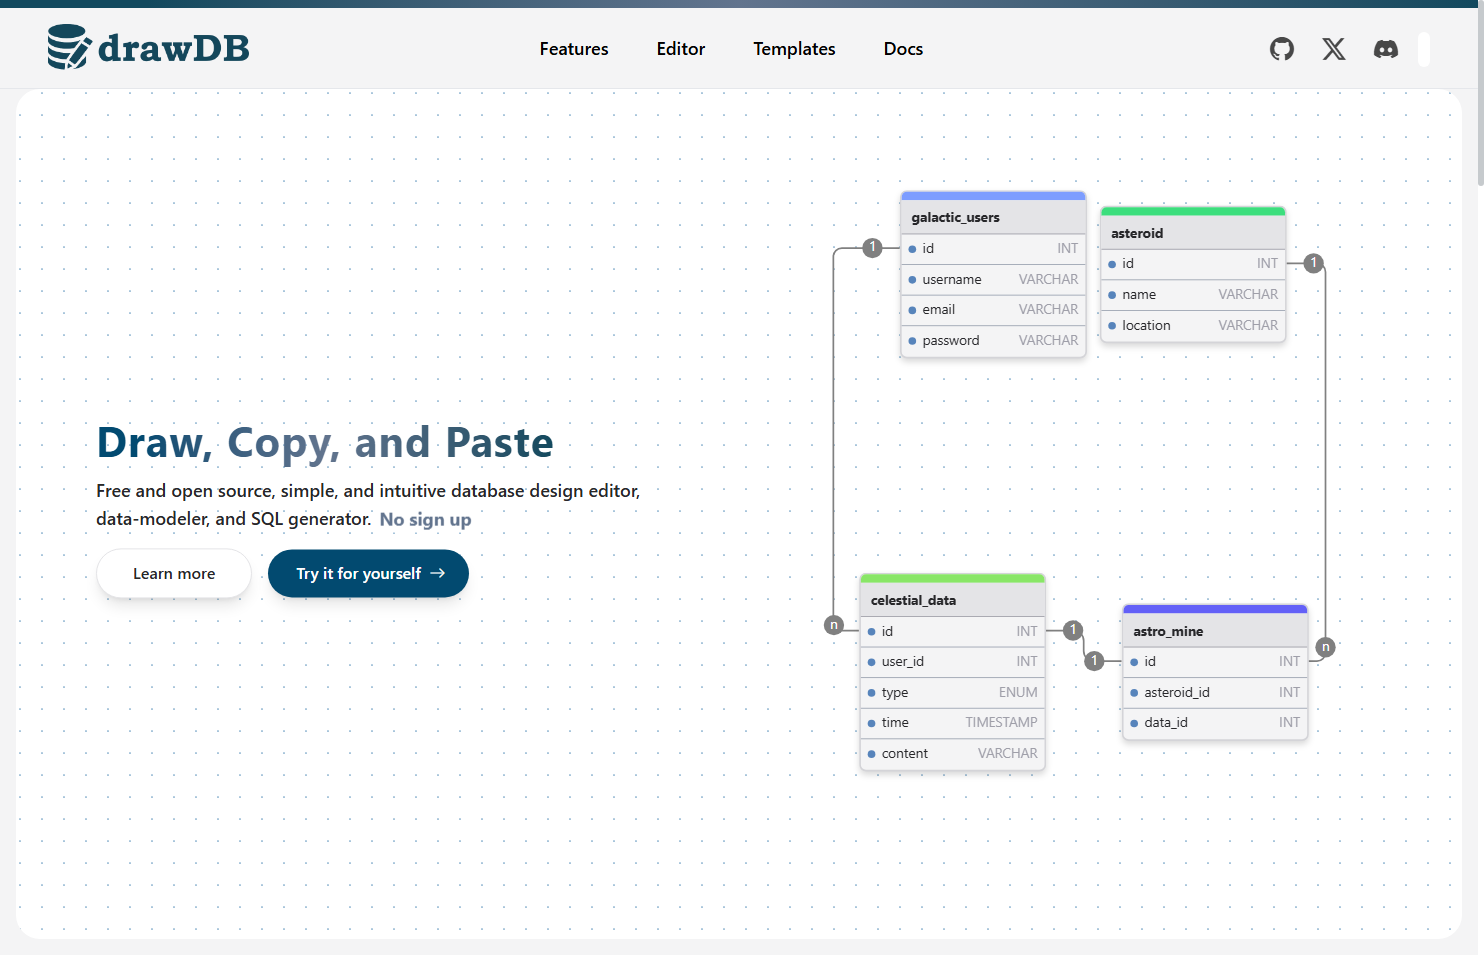 drawDB
Features
Editor
Templates
Docs
galactic_users
id INT
username VARCHAR
email VARCHAR
password VARCHAR
asteroid
id INT
name VARCHAR
location VARCHAR
1
1
Draw, Copy, and Paste
Free and open source, simple, and intuitive database design editor,
data-modeler, and SQL generator. No sign up
Learn more
Try it for yourself
celestial_data
id INT
user_id INT
type ENUM
time TIMESTAMP
content VARCHAR
n
1
1
astro_mine
id INT
asteroid_id INT
data_id INT
n